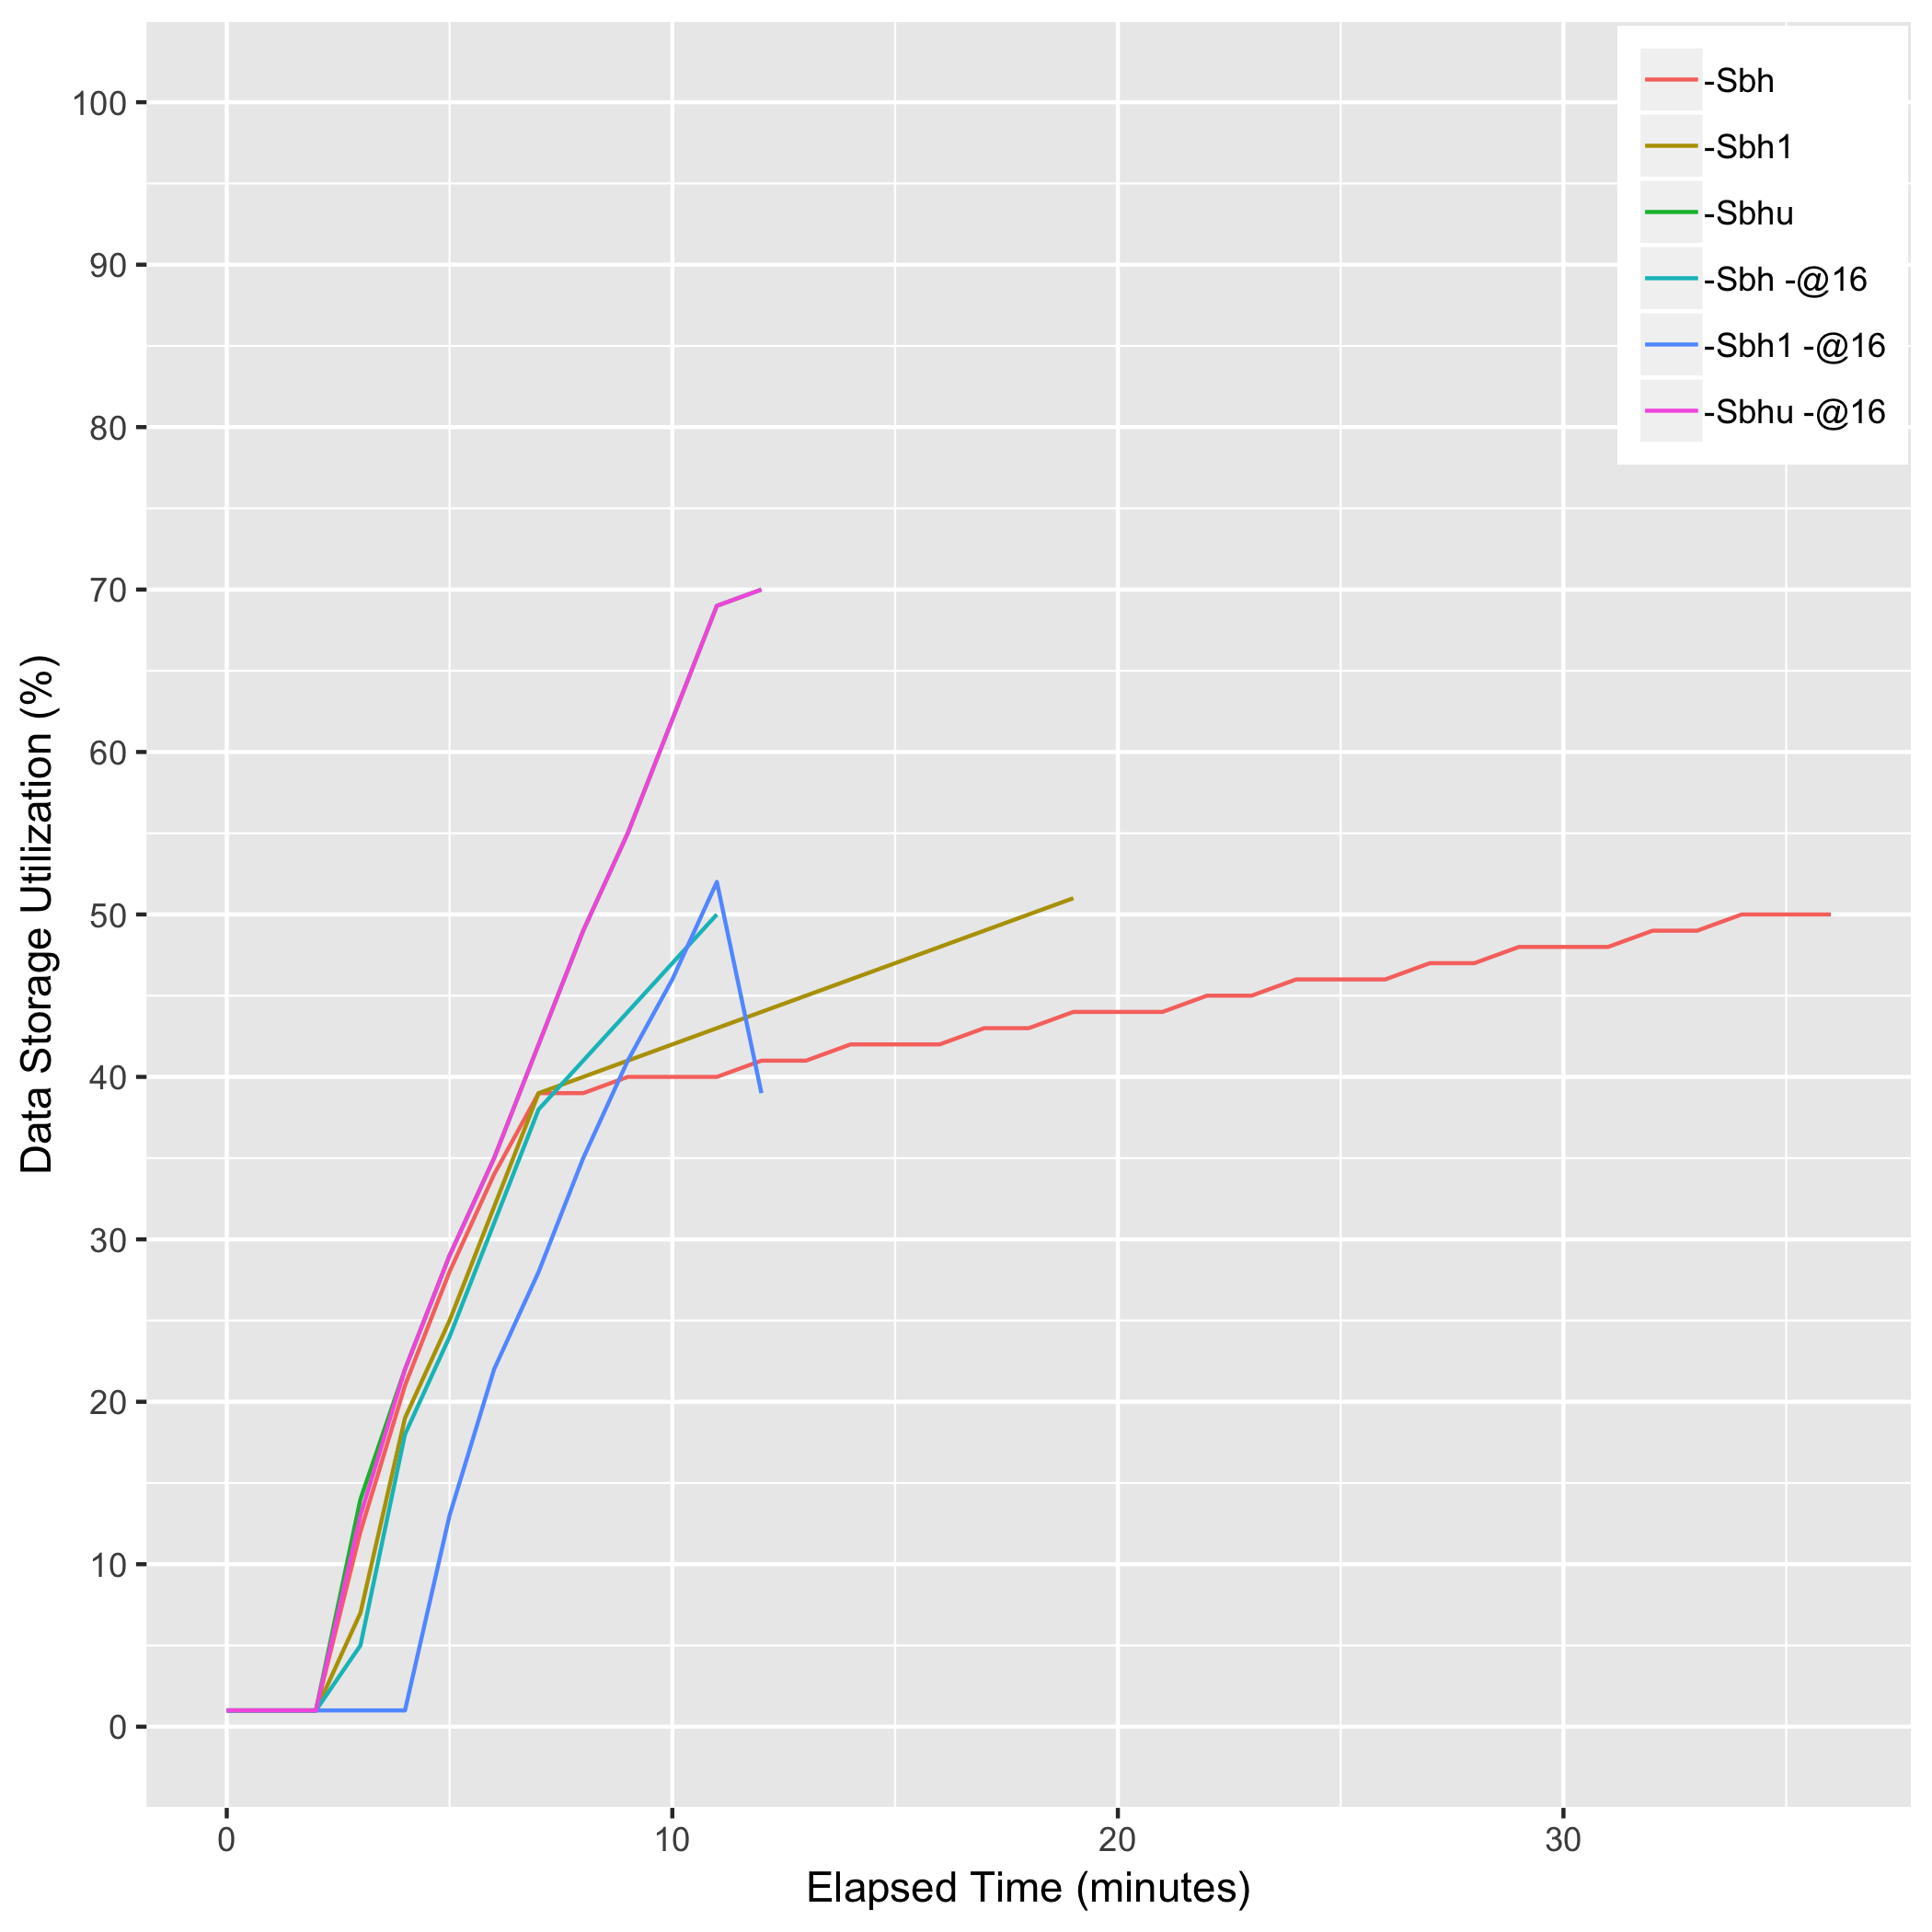 100
90
80
70
60
50
40
30
20
10
0
Data Storage Utilization (%)
0 10 20 30
Elapsed Time (minutes)
-Sbh
-Sbh1
-Sbhu
-Sbh -@16
-Sbh1 -@16
-Sbhu -@16